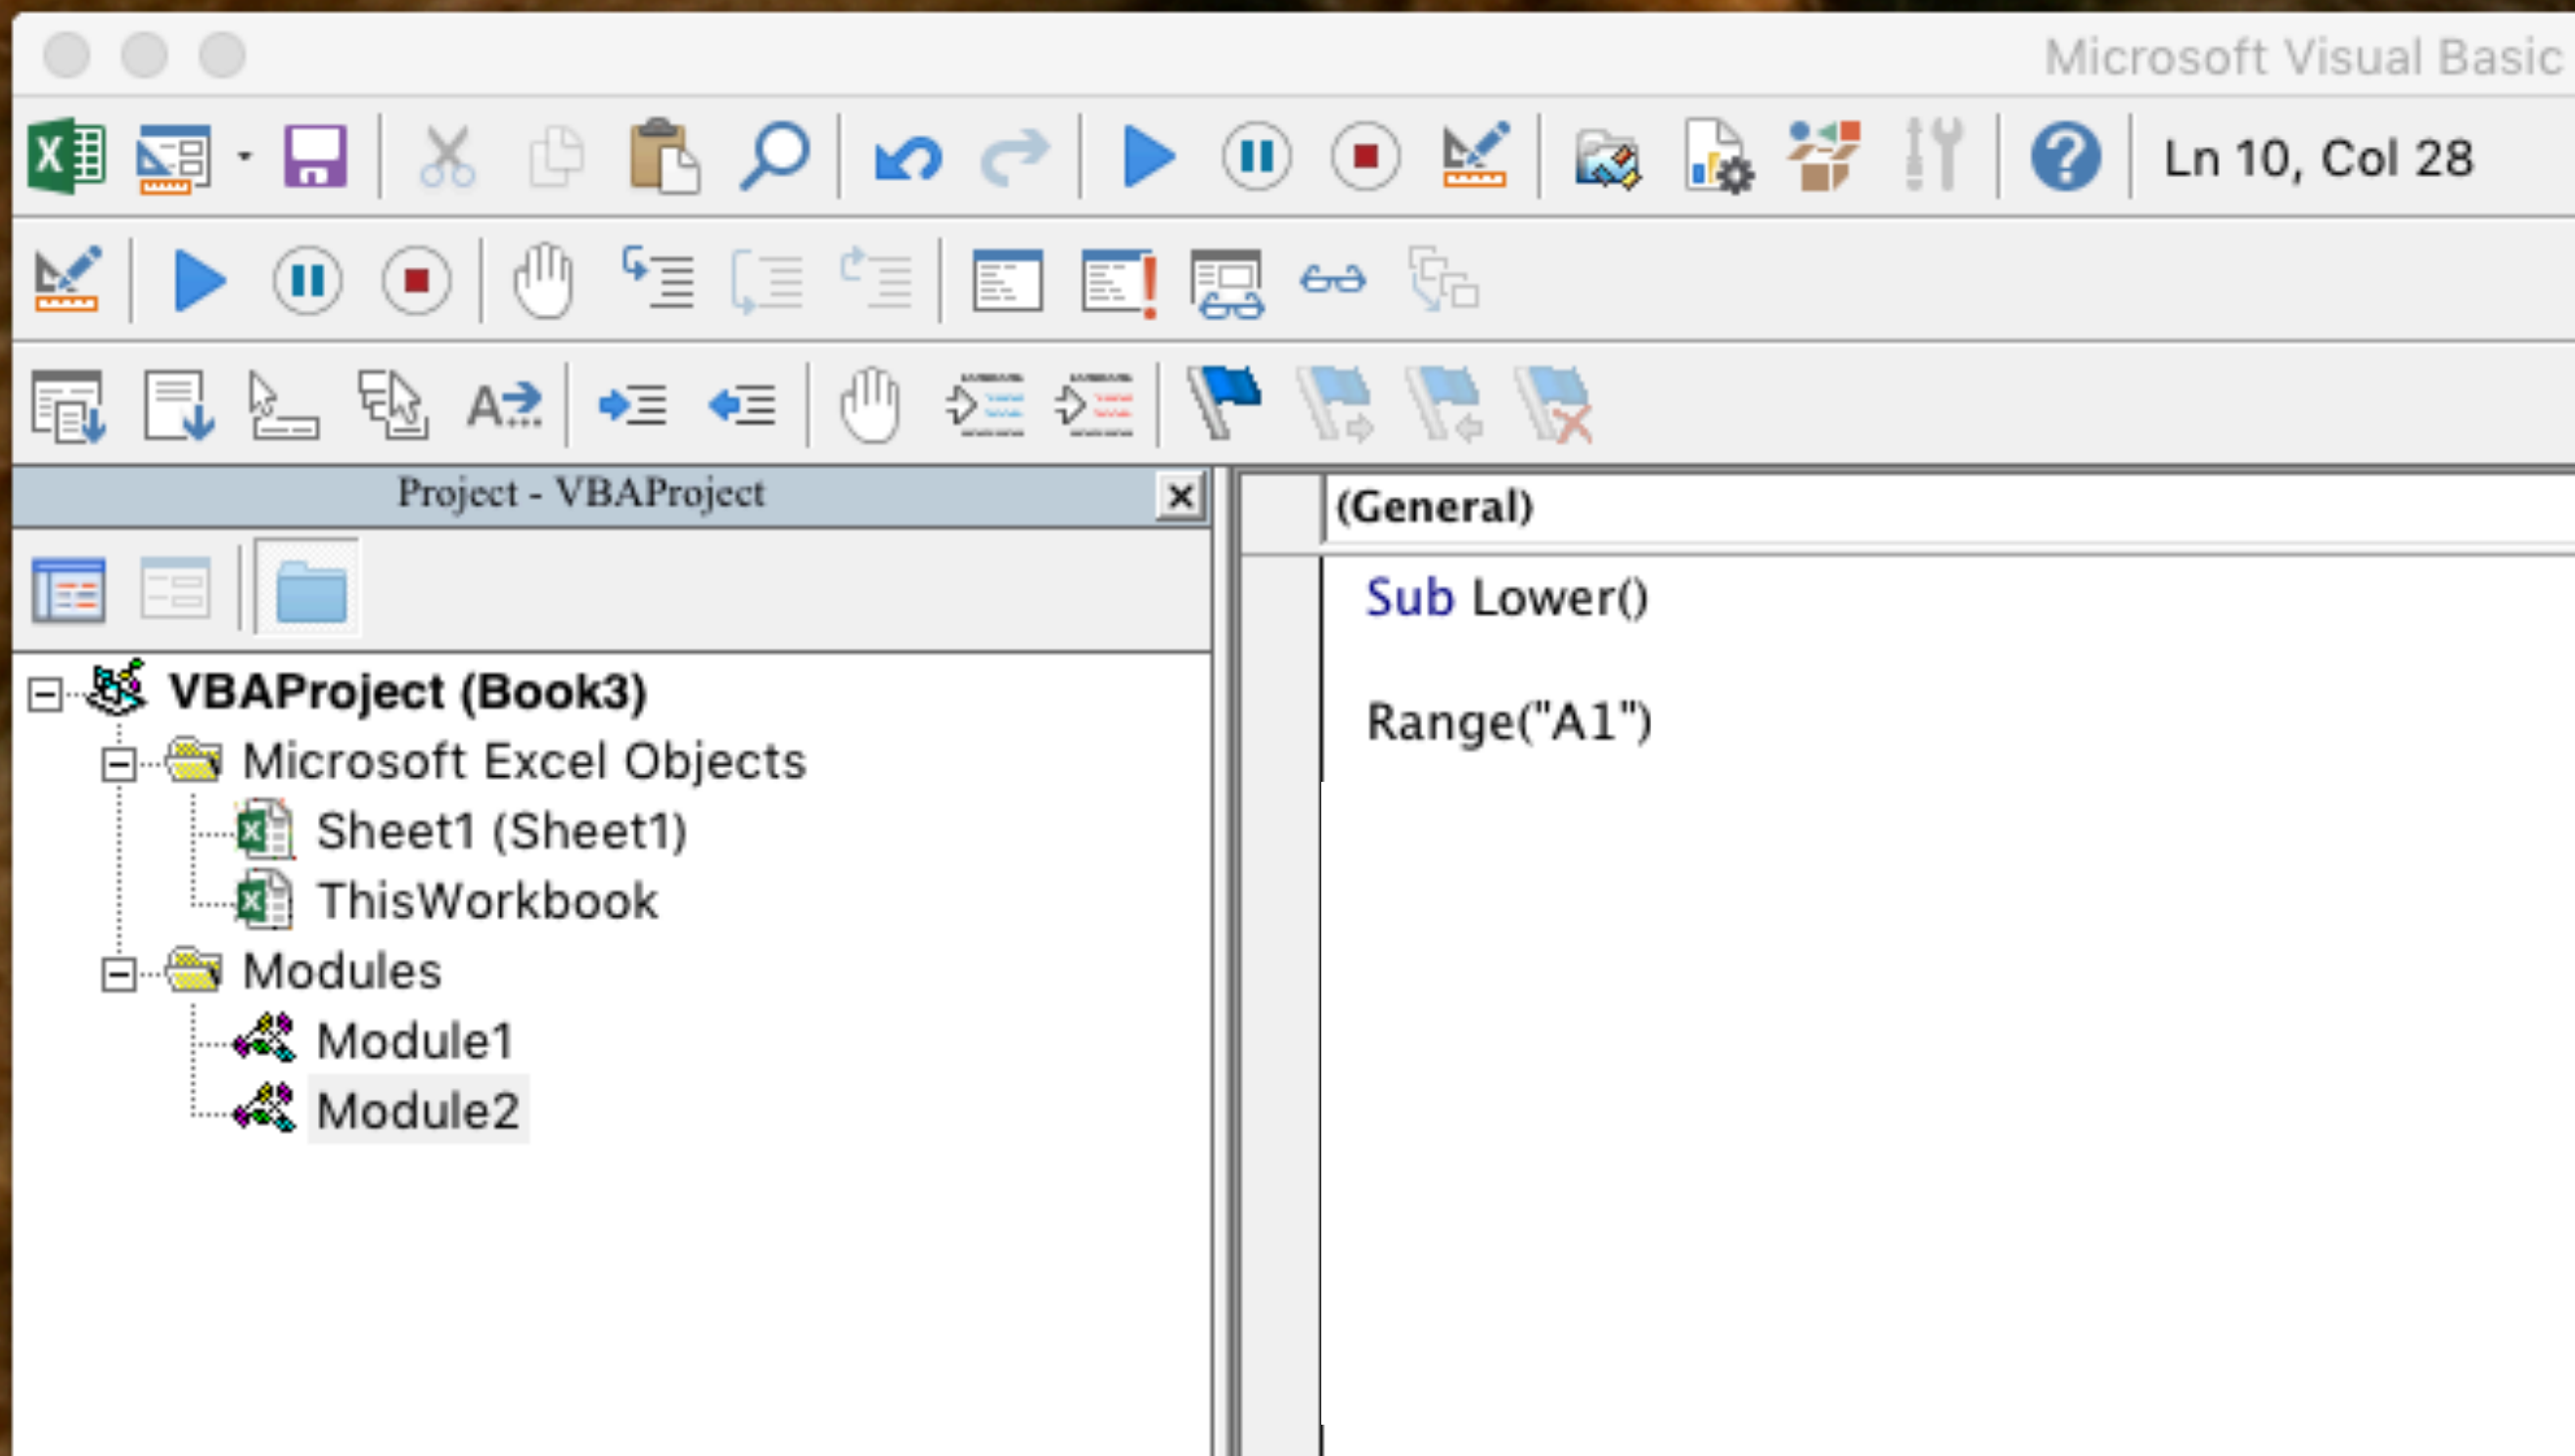 Microsoft Visual Basic
Ln 10, Col 28
Project - VBAProject
(General)
VBAProject (Book3)
Microsoft Excel Objects
Sheet1 (Sheet1)
ThisWorkbook
Modules
Module1
Module2
Sub Lower()
Range("A1")